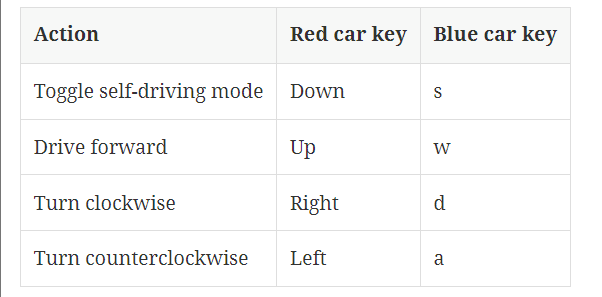 Action Red car key Blue car key
Toggle self-driving mode Down s
Drive forward Up w
Turn clockwise Right d
Turn counterclockwise Left a